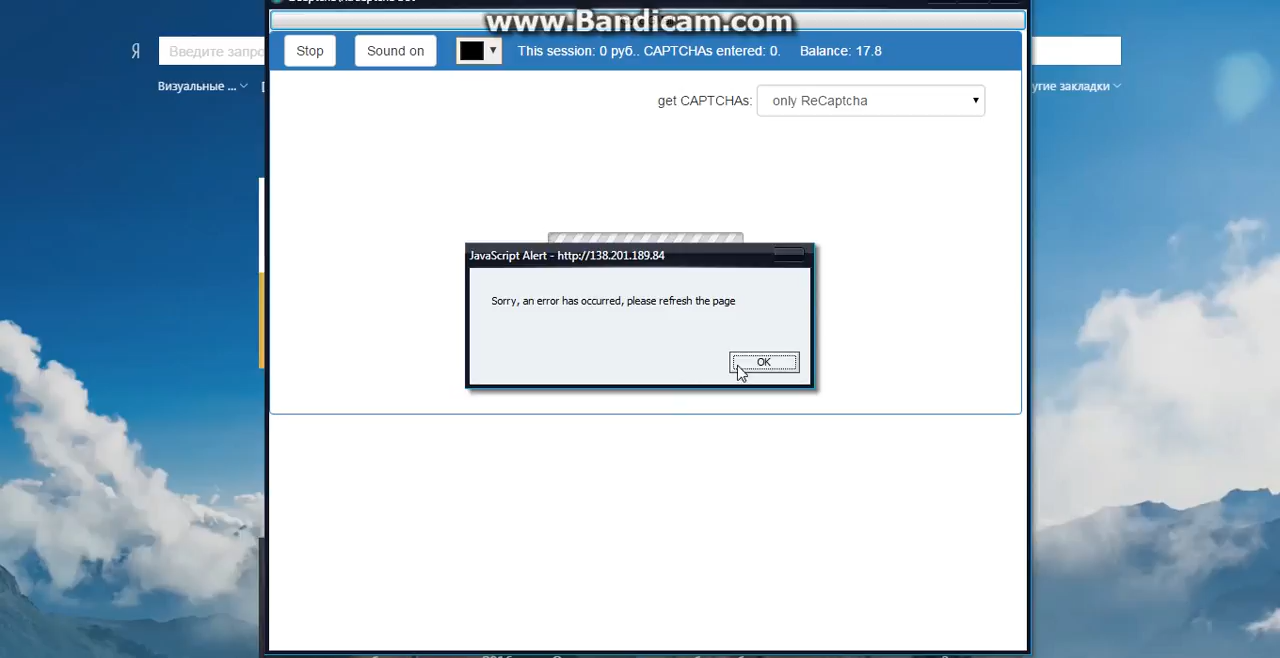 www.Bandicam.com
Я
Введите запро
Stop
Sound on
This session: 0 руб.. CAPTCHAs entered: 0.
Balance: 17.8
Визуальные ...
угие закладки
get CAPTCHAs:
only ReCaptcha
JavaScript Alert - http://138.201.189.84
Sorry, an error has occurred, please refresh the page
OK